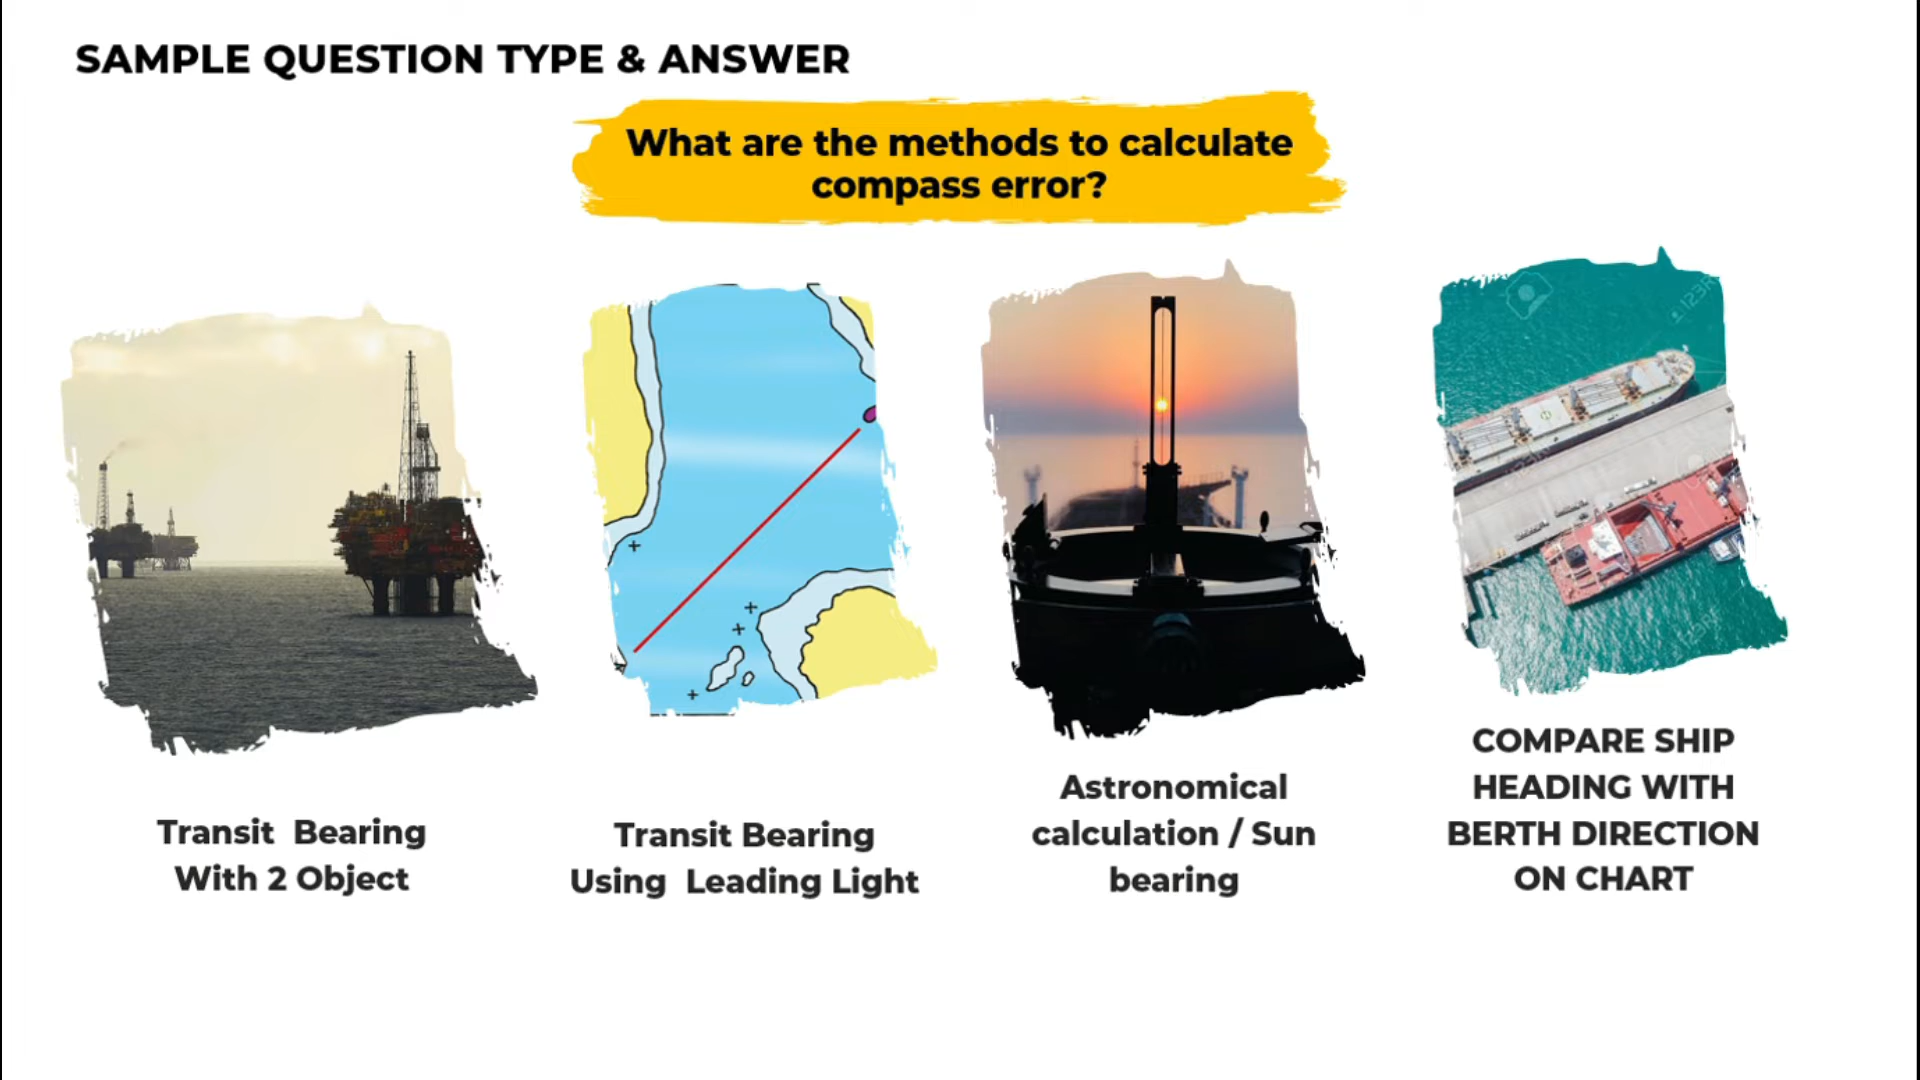 SAMPLE QUESTION TYPE & ANSWER
What are the methods to calculate
compass error?
Transit Bearing
With 2 Object
Transit Bearing
Using Leading Light
Astronomical
calculation / Sun
bearing
COMPARE SHIP
HEADING WITH
BERTH DIRECTION
ON CHART